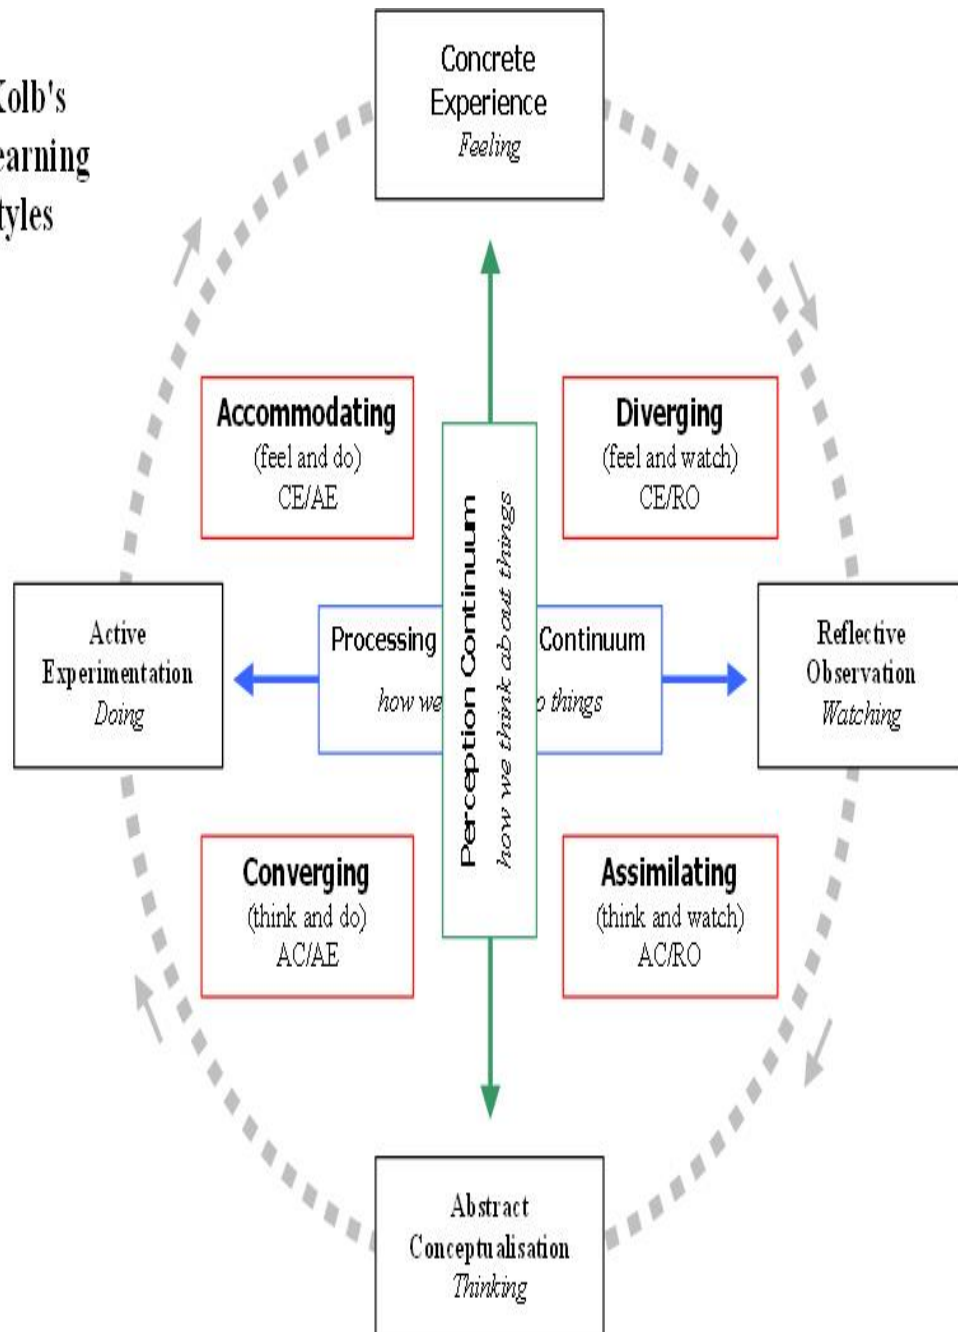 Kolb's
earning
tyles
Concrete
Experience
Feeling
Accommodating
(feel and do)
CE/AE
Diverging
(feel and watch)
CE/RO
Active
Experimentation
Doing
Processing Continuum
how we o things
Perception Continuum
how we think about things
Reflective
Observation
Watching
Converging
(think and do)
AC/AE
Assimilating
(think and watch)
AC/RO
Abstract
Conceptualisation
Thinking